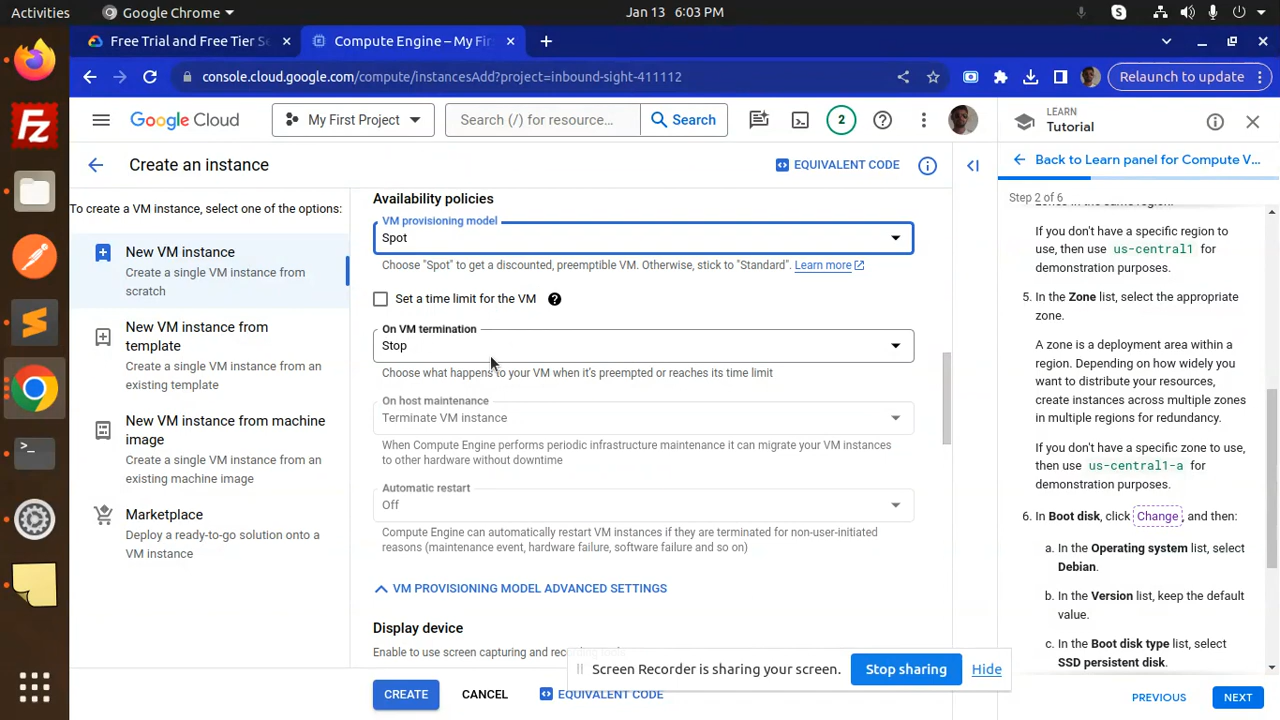 Activities
Google Chrome
Jan 13 6:03 PM
Free Trial and Free Tier Se
Compute Engine – My Fir
console.cloud.google.com/compute/instancesAdd?project=inbound-sight-411112
Relaunch to update
Google Cloud
My First Project
Search (/) for resource...
Search
2
LEARN
Tutorial
Create an instance
EQUIVALENT CODE
Back to Learn panel for Compute V...
Step 2 of 6
To create a VM instance, select one of the options:
New VM instance
Create a single VM instance from
scratch
New VM instance from
template
Create a single VM instance from an
existing template
New VM instance from machine
image
Create a single VM instance from an
existing machine image
Marketplace
Deploy a ready-to-go solution onto a
VM instance
Availability policies
VM provisioning model
Spot
Choose "Spot" to get a discounted, preemptible VM. Otherwise, stick to "Standard". Learn more
Set a time limit for the VM
On VM termination
Stop
Choose what happens to your VM when it's preempted or reaches its time limit
On host maintenance
Terminate VM instance
When Compute Engine performs periodic infrastructure maintenance it can migrate your VM instances
to other hardware without downtime
Automatic restart
Off
Compute Engine can automatically restart VM instances if they are terminated for non-user-initiated
reasons (maintenance event, hardware failure, software failure and so on)
VM PROVISIONING MODEL ADVANCED SETTINGS
Display device
Enable to use screen capturing and recording tools
CREATE
CANCEL
EQUIVALENT CODE
Screen Recorder is sharing your screen.
Stop sharing
Hide
zones in the same region.
If you don't have a specific region to
use, then use us-central1 for
demonstration purposes.
5. In the Zone list, select the appropriate
zone.
A zone is a deployment area within a
region. Depending on how widely you
want to distribute your resources,
create instances across multiple zones
in multiple regions for redundancy.
If you don't have a specific zone to use,
then use us-central1-a for
demonstration purposes.
6. In Boot disk, click Change, and then:
a. In the Operating system list, select
Debian.
b. In the Version list, keep the default
value.
c. In the Boot disk type list, select
SSD persistent disk.
PREVIOUS
NEXT